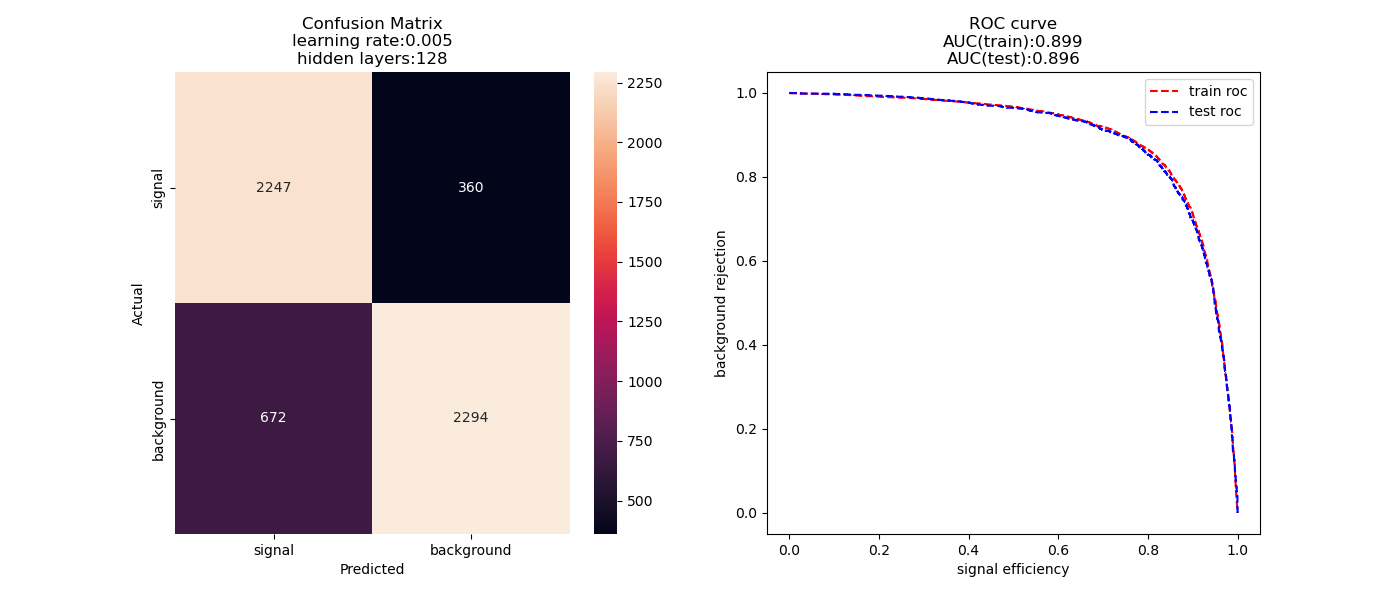 Confusion Matrix
learning rate:0.005
hidden layers:128
signal
background
Actual
2247
360
672
2294
signal
background
Predicted
2250
2000
1750
1500
1250
1000
750
500
ROC curve
AUC(train):0.899
AUC(test):0.896
train roc
test roc
background rejection
1.0
0.8
0.6
0.4
0.2
0.0
0.0 0.2 0.4 0.6 0.8 1.0
signal efficiency